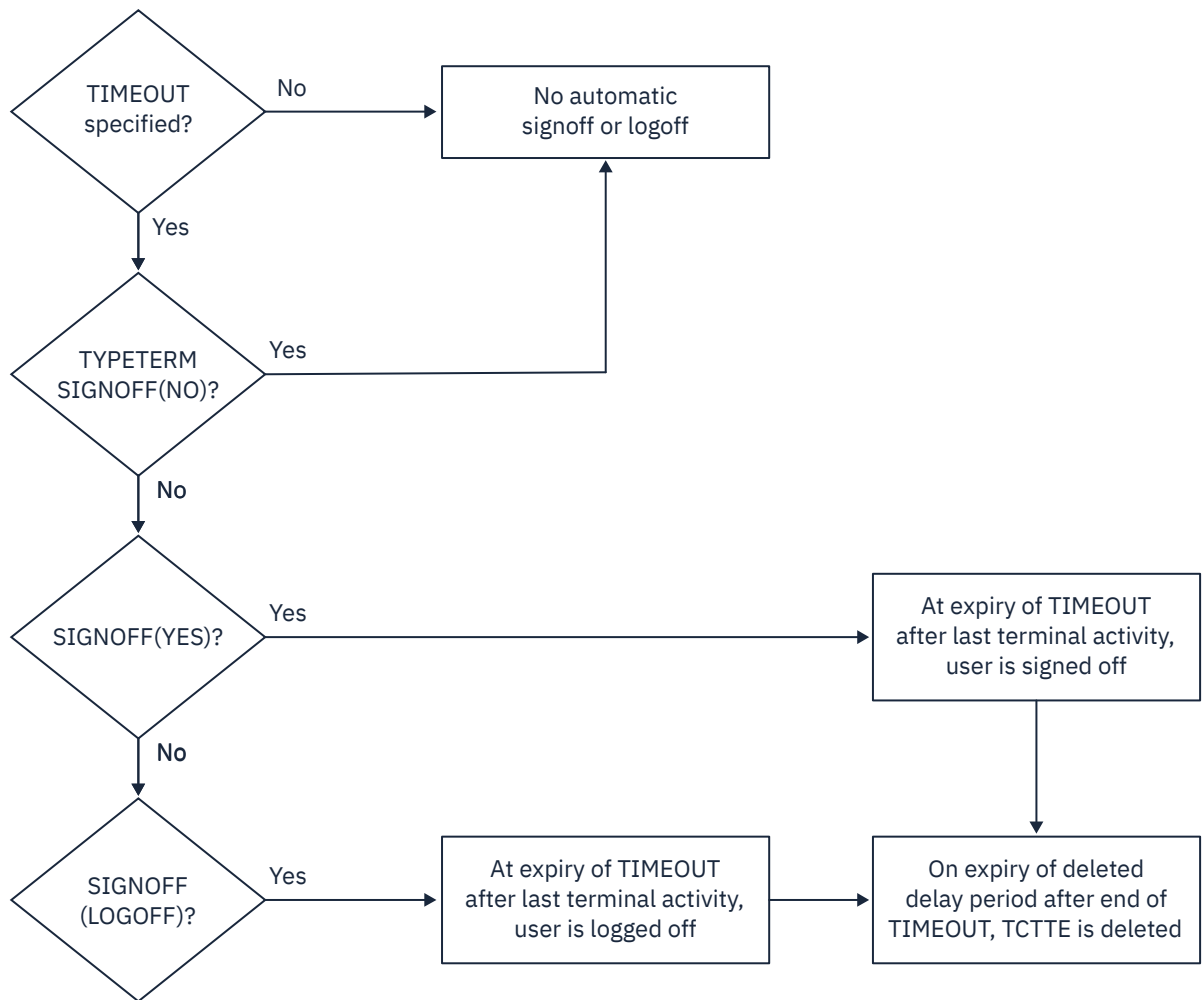 TIMEOUT
specified?
No
No automatic
signoff or logoff
Yes
TYPETERM
SIGNOFF(NO)?
Yes
No
SIGNOFF(YES)?
Yes
At expiry of TIMEOUT
after last terminal activity,
user is signed off
No
SIGNOFF
(LOGOFF)?
Yes
At expiry of TIMEOUT
after last terminal activity,
user is logged off
On expiry of deleted
delay period after end of
TIMEOUT, TCTTE is deleted